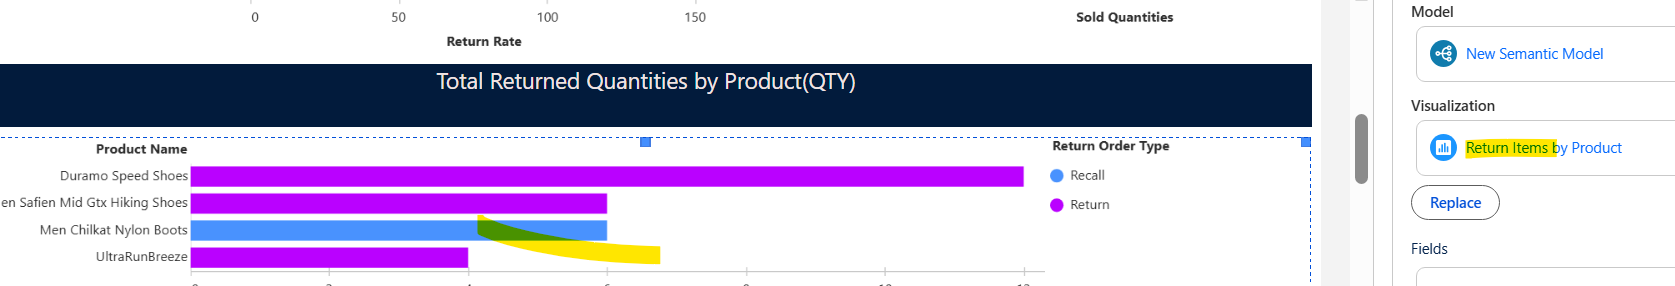 0 50 100 150 Sold Quantities
Return Rate
Total Returned Quantities by Product(QTY)
Product Name
Duramo Speed Shoes
en Safien Mid Gtx Hiking Shoes
Men Chilkat Nylon Boots
UltraRunBreeze
Return Order Type
Recall
Return
Model
New Semantic Model
Visualization
Return Items by Product
Replace
Fields